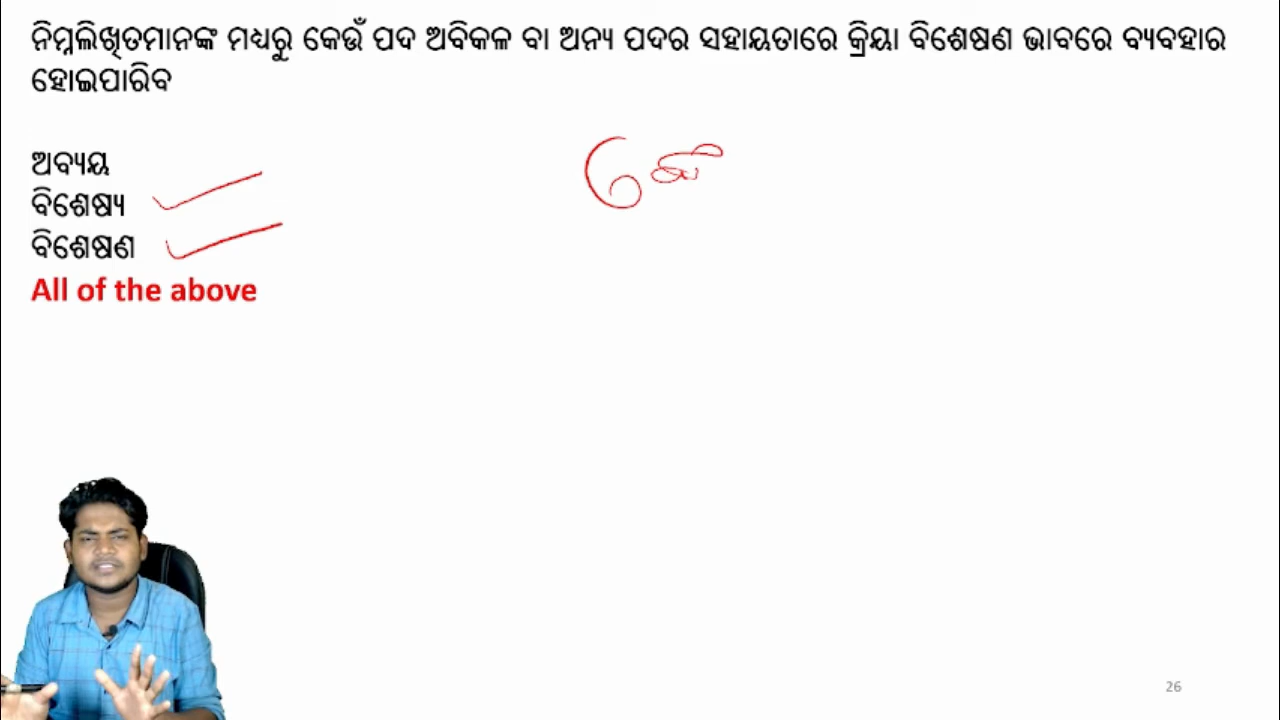 ନିମ୍ନଲିଖିତମାନଙ୍କ ମଧ୍ୟରୁ କେଉଁ ପଦ ଅବିକଳ ବା ଅନ୍ୟ ପଦର ସହାୟତାରେ କ୍ରିୟା ବିଶେଷଣ ଭାବରେ ବ୍ୟବହାର
ହୋଇପାରିବ
ଅବ୍ୟୟ
ବିଶେଷ୍ୟ
ବିଶେଷଣ
All of the above
26